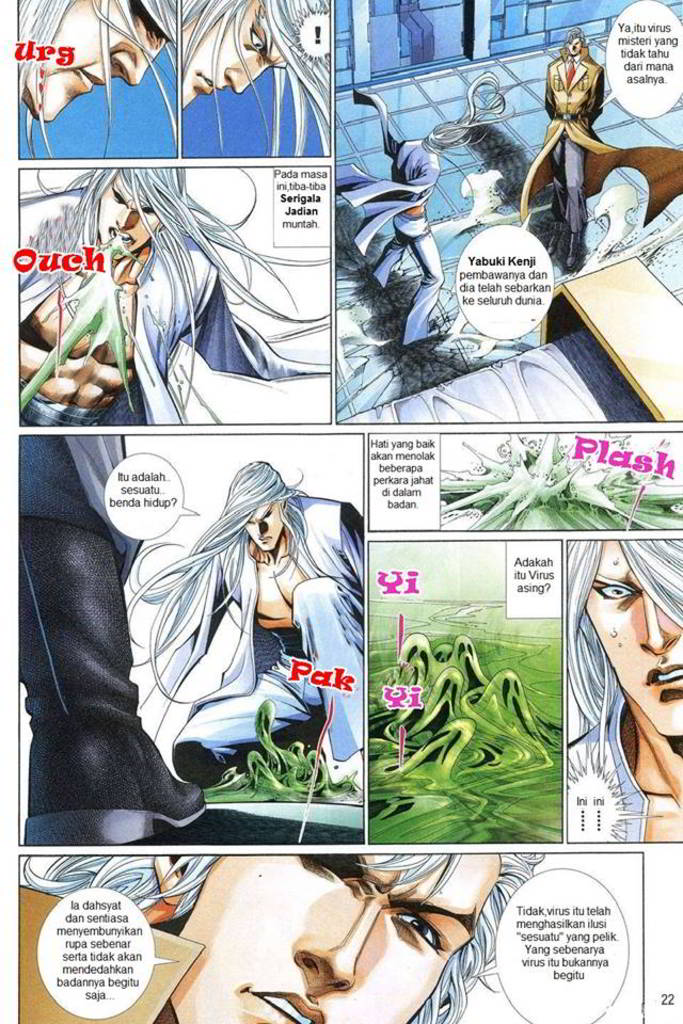 Urg
!
Ya,itu virus
misteri yang
tidak tahu
dari mana
asalnya.
Pada masa
ini,tiba-tiba
Serigala
Jadian
muntah.
Ouch
Yabuki Kenji
pembawanya dan
dia telah sebarkan
ke seluruh dunia.
Itu adalah..
sesuatu..
benda hidup?
Pak
Hati yang baik
akan menolak
beberapa
perkara jahat
di dalam
badan.
Plash
Yi
Yi
Adakah
itu Virus
asing?
Ini ini
Ia dahsyat
dan sentiasa
menyembunyikan
rupa sebenar
serta tidak akan
mendedahkan
badannya begitu
saja...
Tidak,virus itu telah
menghasilkan ilusi
"sesuatu" yang pelik.
Yang sebenarya
virus itu bukannya
begitu
22